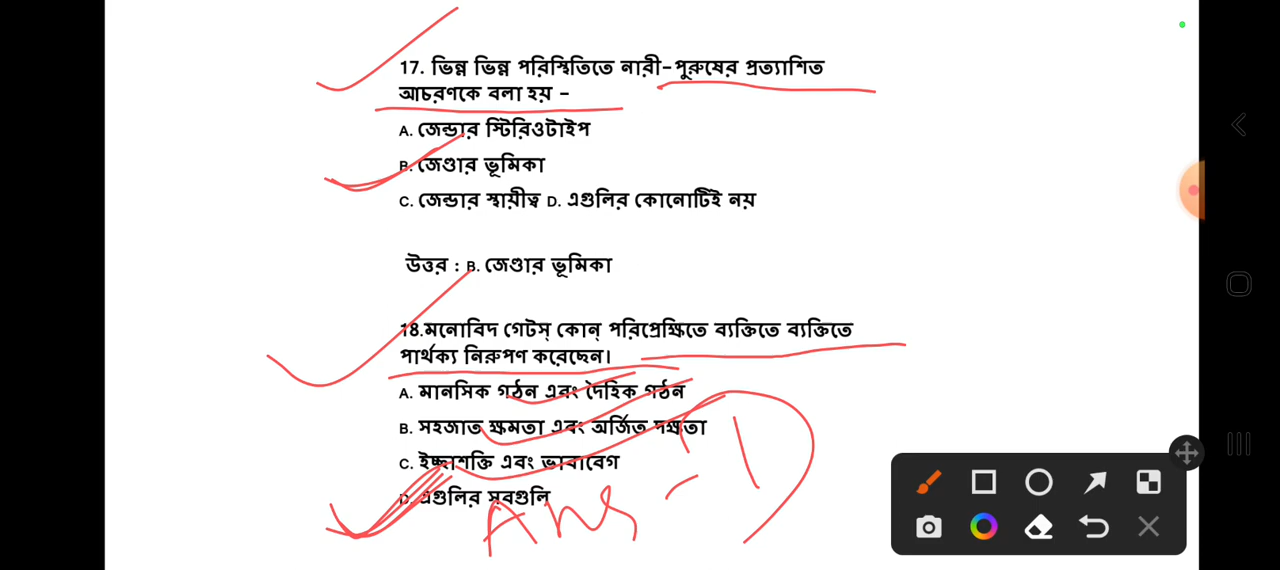 17. ভিন্ন ভিন্ন পরিস্থিতিতে নারী-পুরুষের প্রত্যাশিত
আচরণকে বলা হয় -
A. জেন্ডার স্টিরিওটাইপ
B. জেণ্ডার ভূমিকা
C. জেন্ডার স্থায়ীত্ব D. এগুলির কোনোটিই নয়
উত্তর : B. জেণ্ডার ভূমিকা
18.মনোবিদ গেটস্ কোন্ পরিপ্রেক্ষিতে ব্যক্তিতে ব্যক্তিতে
পার্থক্য নিরুপণ করেছেন।
A. মানসিক গঠন এবং দৈহিক গঠন
B. সহজাত ক্ষমতা এবং অর্জিত দক্ষতা
C. ইচ্ছাশক্তি এবং ভাবাবেগ
D. এগুলির সবগুলি
Ans - D